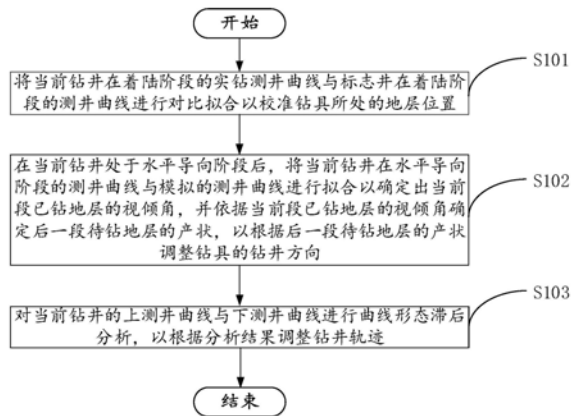 开始
将当前钻井在着陆阶段的实钻测井曲线与标志井在着陆阶
段的测井曲线进行对比拟合以校准钻具所处的地层位置
S101
在当前钻井处于水平导向阶段后，将当前钻井在水平导向
阶段的测井曲线与模拟的测井曲线进行拟合以确定出当前
段已钻地层的视倾角，并依据当前段已钻地层的视倾角确
定后一段待钻地层的产状，以根据后一段待钻地层的产状
调整钻具的钻井方向
S102
对当前钻井的上测井曲线与下测井曲线进行曲线形态滞后
分析，以根据分析结果调整钻井轨迹
S103
结束